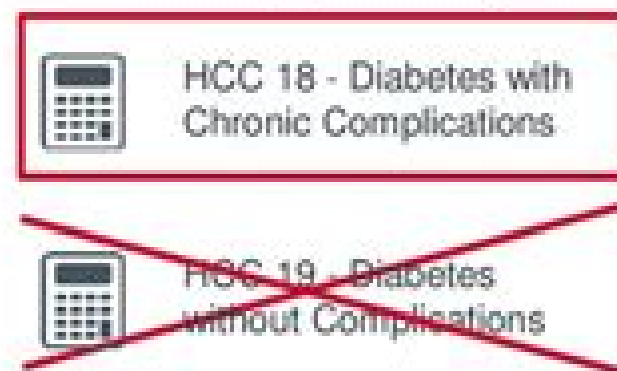 HCC 18 - Diabetes with
Chronic Complications
HCC 19 - Diabetes
without Complications